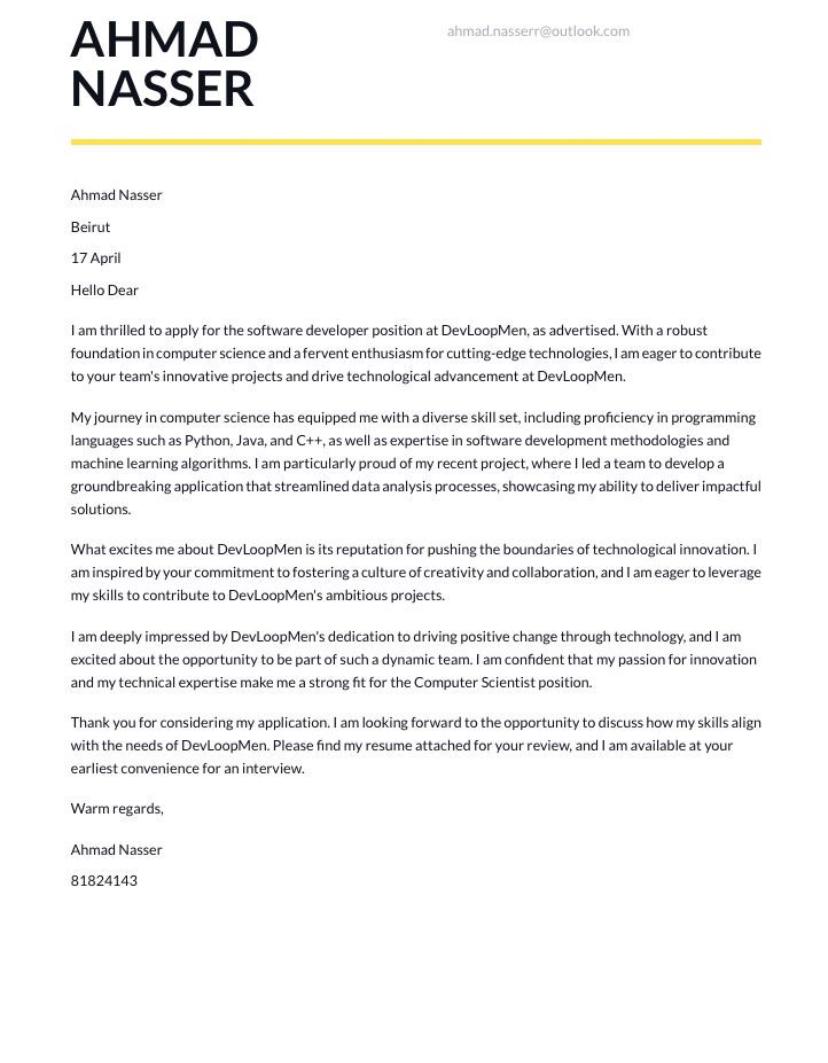 AHMAD
NASSER
ahmad.nasserr@outlook.com
Ahmad Nasser
Beirut
17 April
Hello Dear
I am thrilled to apply for the software developer position at DevLoopMen, as advertised. With a robust
foundation in computer science and a fervent enthusiasm for cutting-edge technologies, I am eager to contribute
to your team's innovative projects and drive technological advancement at DevLoopMen.
My journey in computer science has equipped me with a diverse skill set, including proficiency in programming
languages such as Python, Java, and C++, as well as expertise in software development methodologies and
machine learning algorithms. I am particularly proud of my recent project, where I led a team to develop a
groundbreaking application that streamlined data analysis processes, showcasing my ability to deliver impactful
solutions.
What excites me about DevLoopMen is its reputation for pushing the boundaries of technological innovation. I
am inspired by your commitment to fostering a culture of creativity and collaboration, and I am eager to leverage
my skills to contribute to DevLoopMen's ambitious projects.
I am deeply impressed by DevLoopMen's dedication to driving positive change through technology, and I am
excited about the opportunity to be part of such a dynamic team. I am confident that my passion for innovation
and my technical expertise make me a strong fit for the Computer Scientist position.
Thank you for considering my application. I am looking forward to the opportunity to discuss how my skills align
with the needs of DevLoopMen. Please find my resume attached for your review, and I am available at your
earliest convenience for an interview.
Warm regards,
Ahmad Nasser
81824143